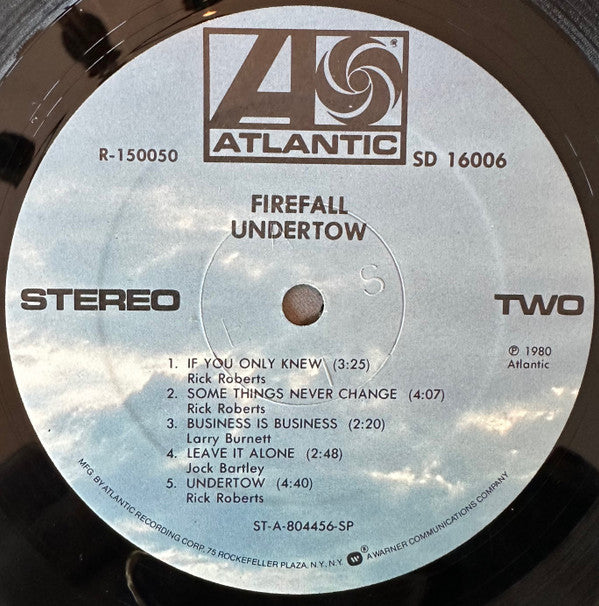 ®
ATLANTIC
R-150050
SD 16006
FIREFALL
UNDERTOW
S
STEREO
TWO
℗ 1980
Atlantic
1. IF YOU ONLY KNEW (3:25)
Rick Roberts
2. SOME THINGS NEVER CHANGE (4:07)
Rick Roberts
3. BUSINESS IS BUSINESS (2:20)
Larry Burnett
4. LEAVE IT ALONE (2:48)
Jock Bartley
5. UNDERTOW (4:40)
Rick Roberts
ST-A-804456-SP
MFG. BY ATLANTIC RECORDING CORP. 75 ROCKEFELLER PLAZA, N.Y., N.Y. ® A WARNER COMMUNICATIONS COMPANY